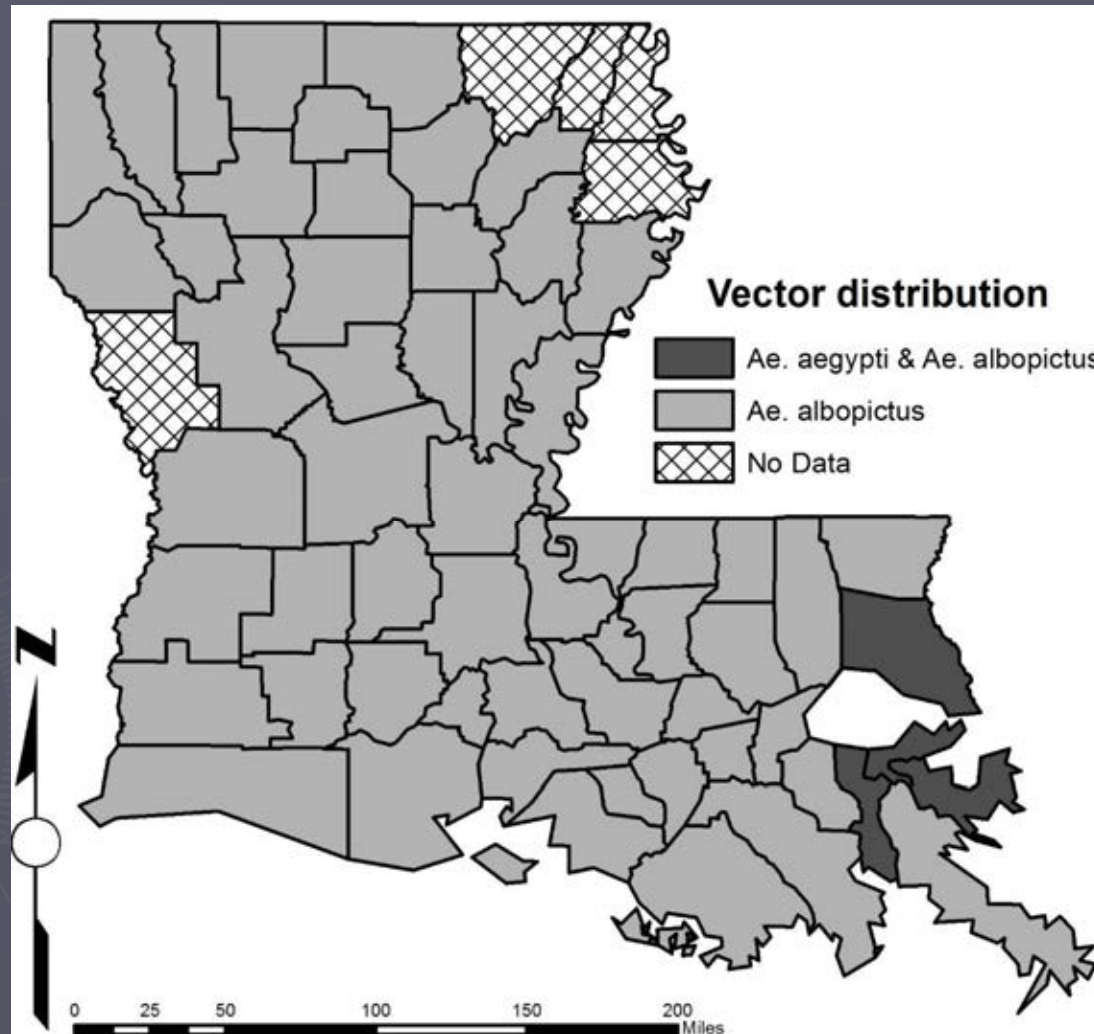 Vector distribution
Ae. aegypti & Ae. albopictus
Ae. albopictus
No Data
N
0 25 50 100 150 200
Miles